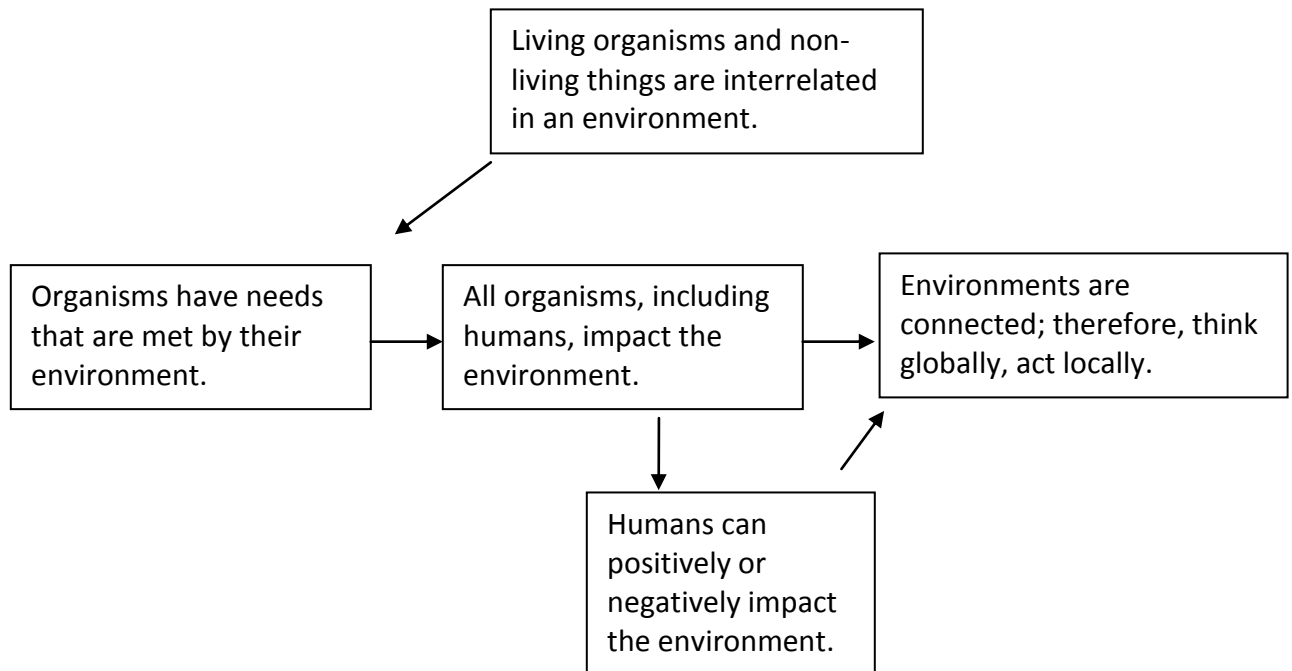 Living organisms and non-
living things are interrelated
in an environment.
Organisms have needs
that are met by their
environment.
All organisms, including
humans, impact the
environment.
Environments are
connected; therefore, think
globally, act locally.
Humans can
positively or
negatively impact
the environment.